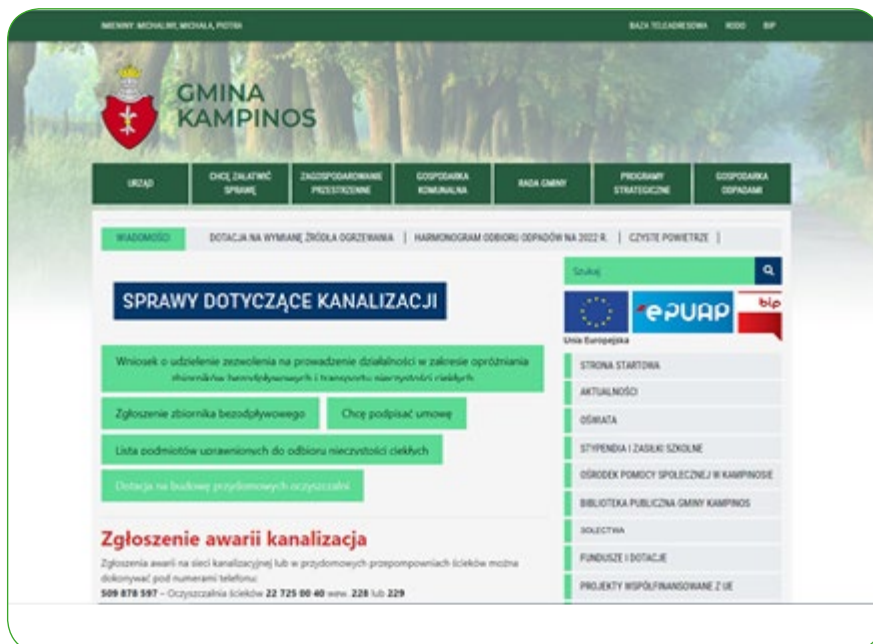 IMIENINY: MICHALINY, MICHAŁA, PIOTRA
BAZA TELEADRESOWA RODO BIP
GMINA
KAMPINOS
URZĄD
CHCĘ ZAŁATWIĆ
SPRAWĘ
ZAGOSPODAROWANIE
PRZESTRZENNE
GOSPODARKA
KOMUNALNA
RADA GMINY
PROGRAMY
STRATEGICZNE
GOSPODARKA
ODPADAMI
WIADOMOŚCI
DOTACJA NA WYMIANĘ ŹRÓDŁA OGRZEWANIA | HARMONOGRAM ODBIORU ODPADÓW NA 2022 R. | CZYSTE POWIETRZE |
SPRAWY DOTYCZĄCE KANALIZACJI
Wniosek o udzielenie zezwolenia na prowadzenie działalności w zakresie opróżniania
zbiorników bezodpływowych i transportu nieczystości ciekłych
Zgłoszenie zbiornika bezodpływowego
Chcę podpisać umowę
Lista podmiotów uprawnionych do odbioru nieczystości ciekłych
Dotacja na budowę przydomowych oczyszczalni
Zgłoszenie awarii kanalizacja
Zgłoszenia awarii na sieci kanalizacyjnej lub w przydomowych przepompowniach ścieków można
dokonywać pod numerami telefonu:
509 878 597 – Oczyszczalnia ścieków 22 725 00 40 wew. 228 lub 229
Szukaj
ePUAP
bip
Unia Europejska
STRONA STARTOWA
AKTUALNOŚCI
OŚWIATA
STYPENDIA I ZASIŁKI SZKOLNE
OŚRODEK POMOCY SPOŁECZNEJ W KAMPINOSIE
BIBLIOTEKA PUBLICZNA GMINY KAMPINOS
SOŁECTWA
FUNDUSZE I DOTACJE
PROJEKTY WSPÓŁFINANSOWANE Z UE